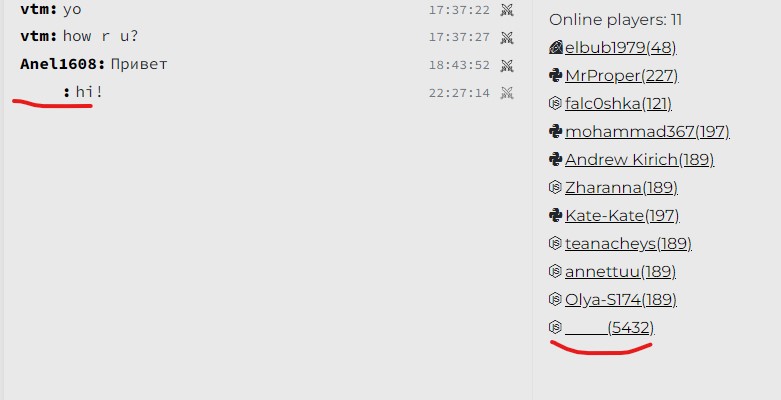 vtm: yo 17:37:22
vtm: how r u? 17:37:27
Anel1608: Привет 18:43:52
: hi! 22:27:14
Online players: 11
elbub1979(48)
MrProper(227)
falc0shka(121)
mohammad367(197)
Andrew Kirich(189)
Zharanna(189)
Kate-Kate(197)
teanacheys(189)
annettuu(189)
Olya-S174(189)
(5432)